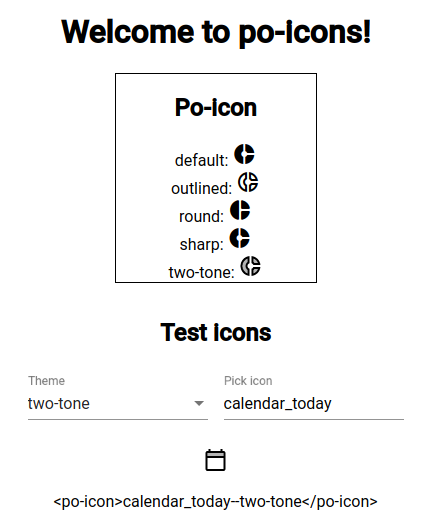 Welcome to po-icons!
Po-icon
default:
outlined:
round:
sharp:
two-tone:
Test icons
Theme Pick icon
two-tone calendar_today
<po-icon>calendar_today--two-tone</po-icon>